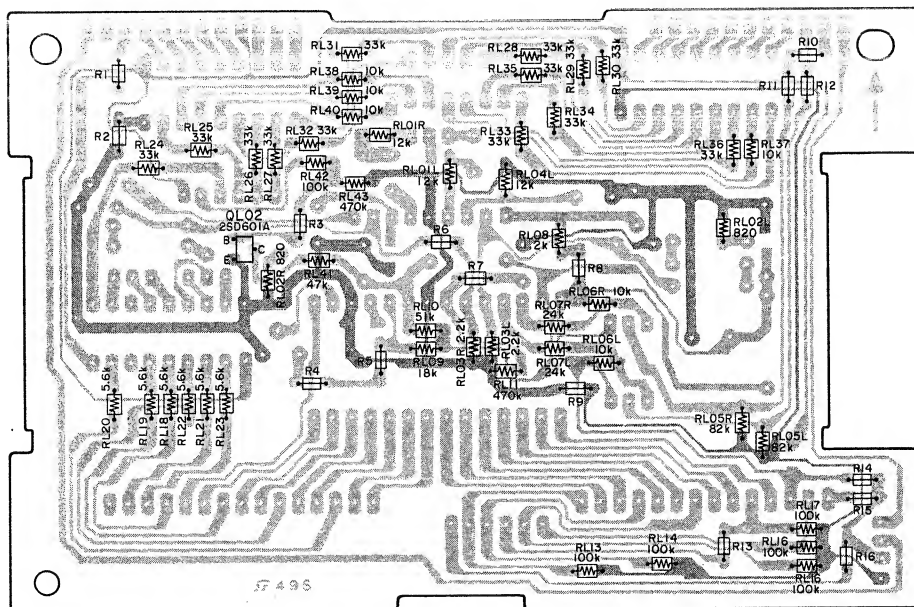 RL31 33k
RL38 10k
RL39 10k
RL40 10k
RL28 33k
RL35 33k
RL29 33k
RL30 33k
R10
R11
R12
R1
R2
RL24
33k
RL25
33k
RL26 33k
RL27 33k
RL32 33k
RL42
100k
RL43
470k
RL01R
12k
RL01L
12k
RL04L
12k
RL33
33k
RL34
33k
RL36
33k
RL37
10k
QL02
2SD601A
B
C
E
RL02R 820
R3
RL41
47k
R6
R7
RL08
R8
RL02L
820
RL06R 10k
RL07R
24k
RL06L
10k
RL07L
24k
RL10
51k
RL09
18k
RL03R 2.2k
RL03L
2.2k
RL11
470k
R4
R5
R9
RL20 5.6k
RL19 5.6k
RL18 5.6k
RL22 5.6k
RL21 5.6k
RL23 5.6k
RL05R
82k
RL05L
82k
R14
R15
RL17
100k
RL16
100k
RL16
100k
R16
R13
RL14
100k
RL13
100k
496